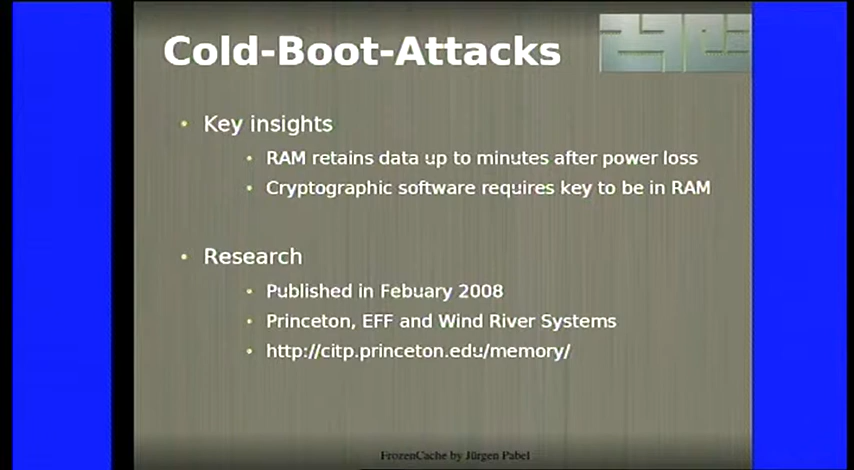 Cold-Boot-Attacks
• Key insights
• RAM retains data up to minutes after power loss
• Cryptographic software requires key to be in RAM
• Research
• Published in Febuary 2008
• Princeton, EFF and Wind River Systems
• http://citp.princeton.edu/memory/
FrozenCache by Jürgen Pabel